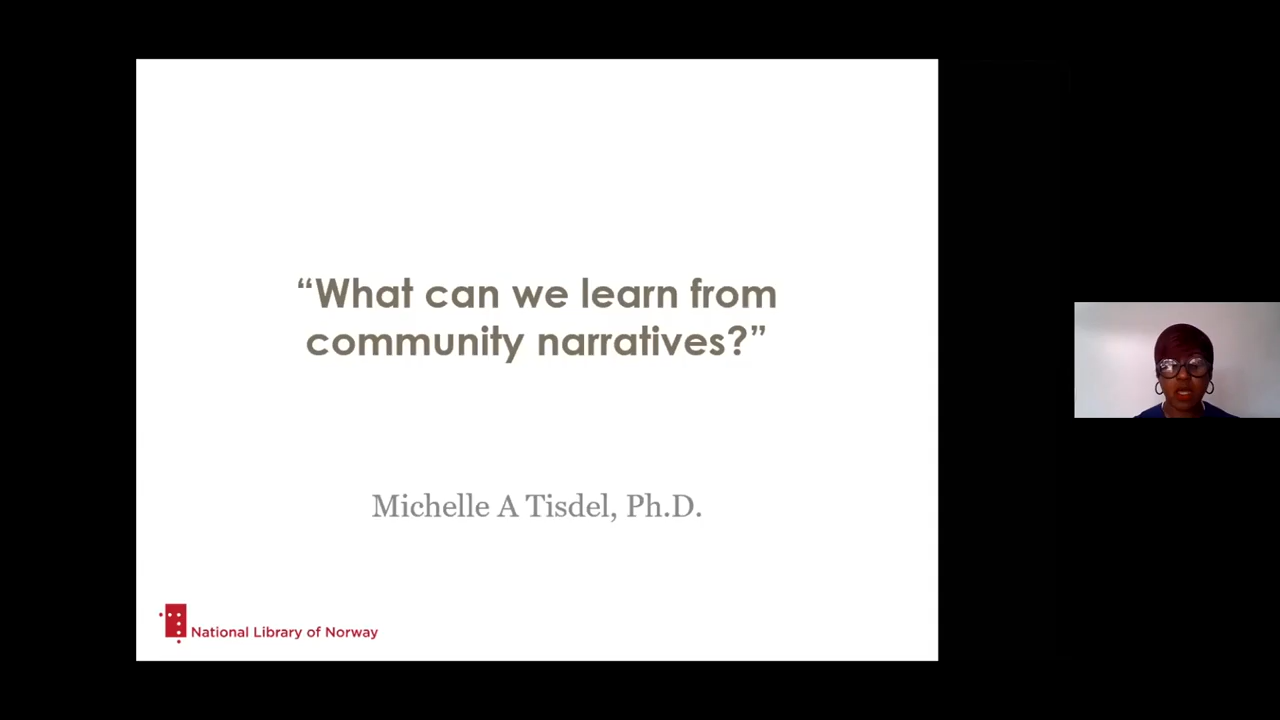 “What can we learn from
community narratives?”
Michelle A Tisdel, Ph.D.
National Library of Norway